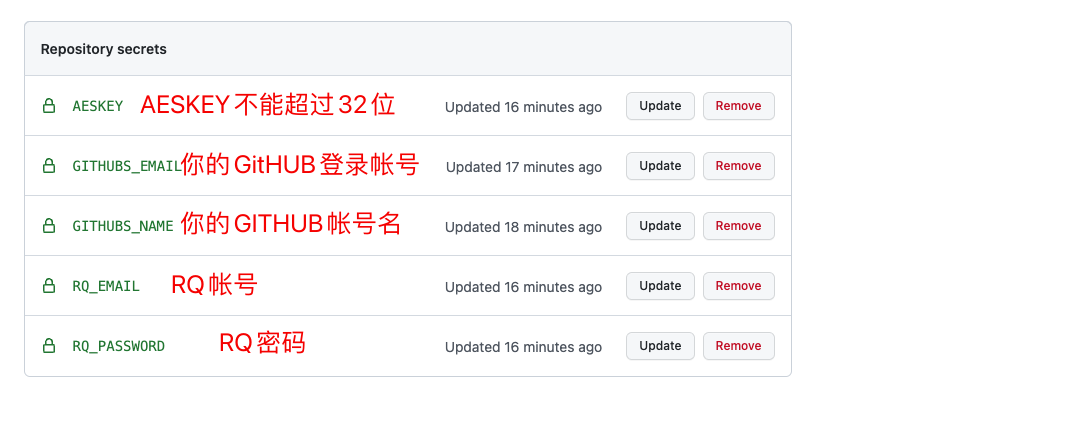 Repository secrets
AESKEY AESKEY不能超过32位 Updated 16 minutes ago Update Remove
GITHUBS_EMAIL你的GitHUB登录帐号 Updated 17 minutes ago Update Remove
GITHUBS_NAME 你的GITHUB帐号名 Updated 18 minutes ago Update Remove
RQ_EMAIL RQ帐号 Updated 16 minutes ago Update Remove
RQ_PASSWORD RQ密码 Updated 16 minutes ago Update Remove